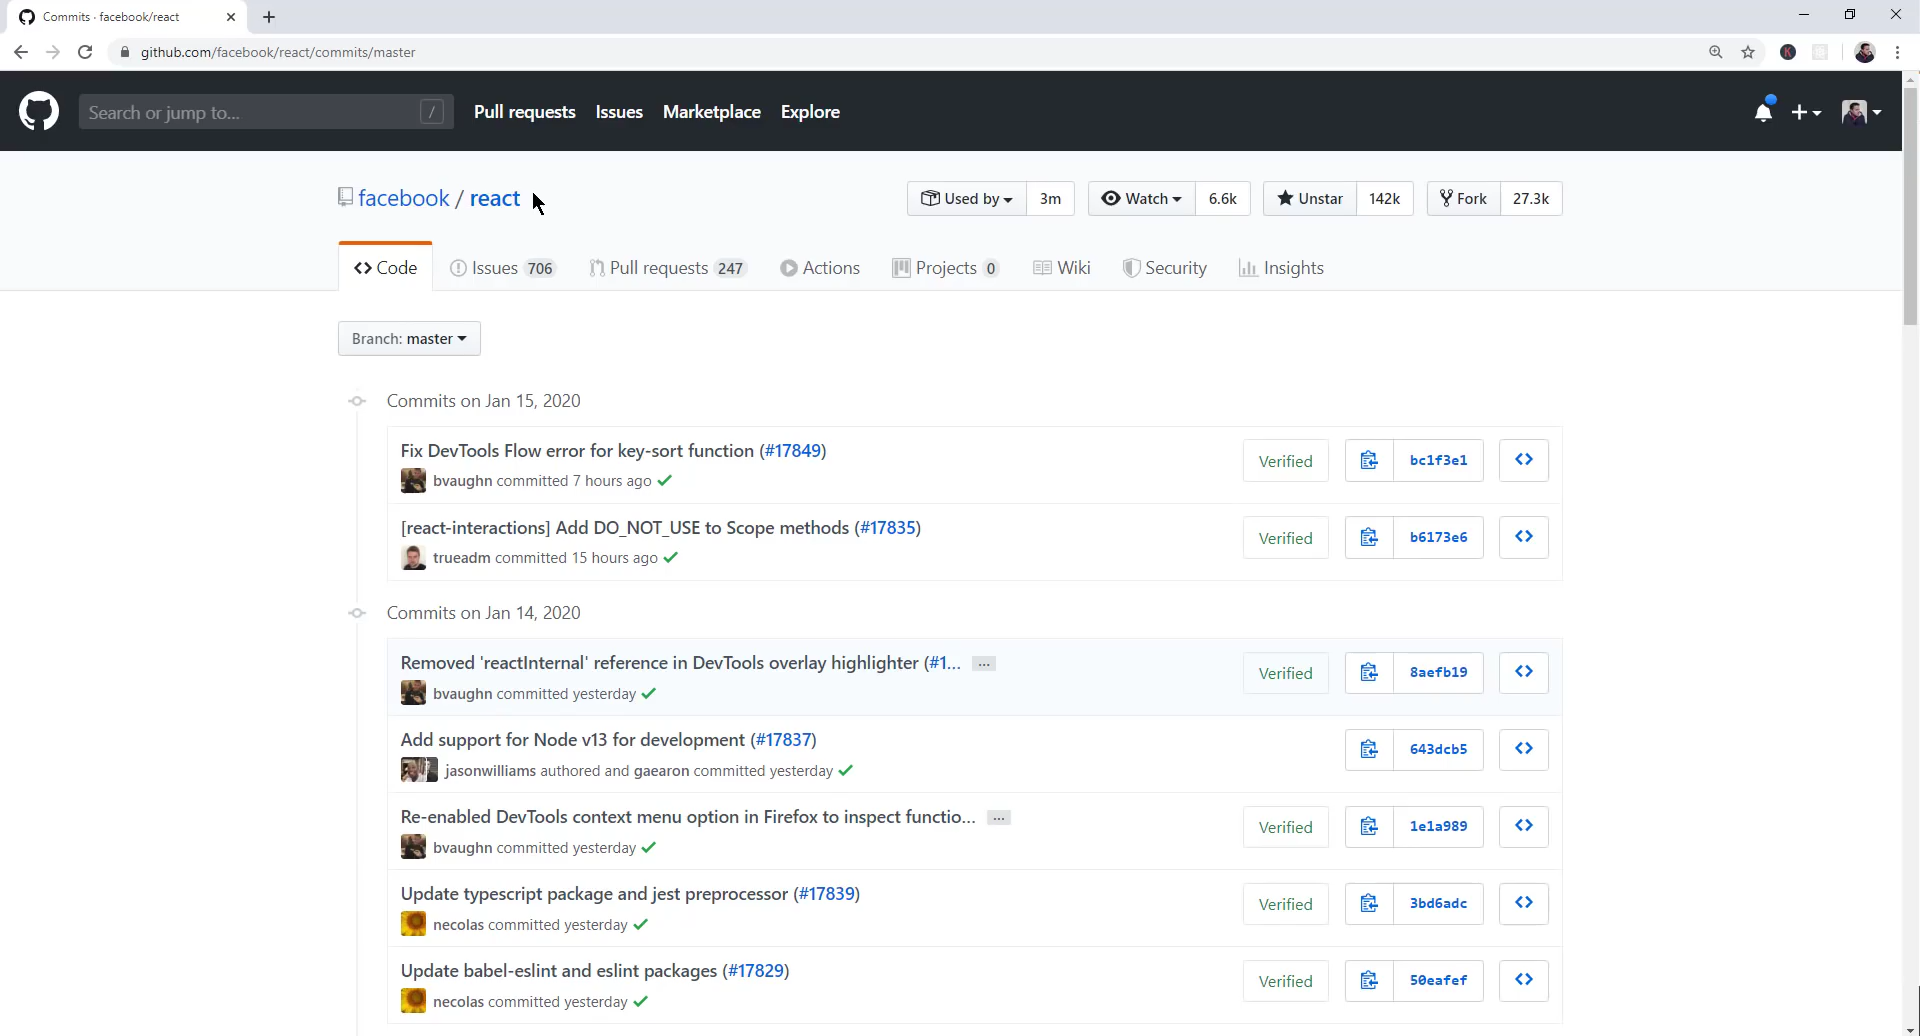 Commits · facebook/react
github.com/facebook/react/commits/master
K
Search or jump to... /
Pull requests Issues Marketplace Explore
facebook / react
Used by 3m Watch 6.6k Unstar 142k Fork 27.3k
Code Issues 706 Pull requests 247 Actions Projects 0 Wiki Security Insights
Branch: master
Commits on Jan 15, 2020
Fix DevTools Flow error for key-sort function (#17849)
bvaughn committed 7 hours ago
Verified bc1f3e1
[react-interactions] Add DO_NOT_USE to Scope methods (#17835)
trueadm committed 15 hours ago
Verified b6173e6
Commits on Jan 14, 2020
Removed 'reactInternal' reference in DevTools overlay highlighter (#1... ...
bvaughn committed yesterday
Verified 8aefb19
Add support for Node v13 for development (#17837)
jasonwilliams authored and gaearon committed yesterday
643dcb5
Re-enabled DevTools context menu option in Firefox to inspect functio... ...
bvaughn committed yesterday
Verified 1e1a989
Update typescript package and jest preprocessor (#17839)
necolas committed yesterday
Verified 3bd6adc
Update babel-eslint and eslint packages (#17829)
necolas committed yesterday
Verified 50eafef